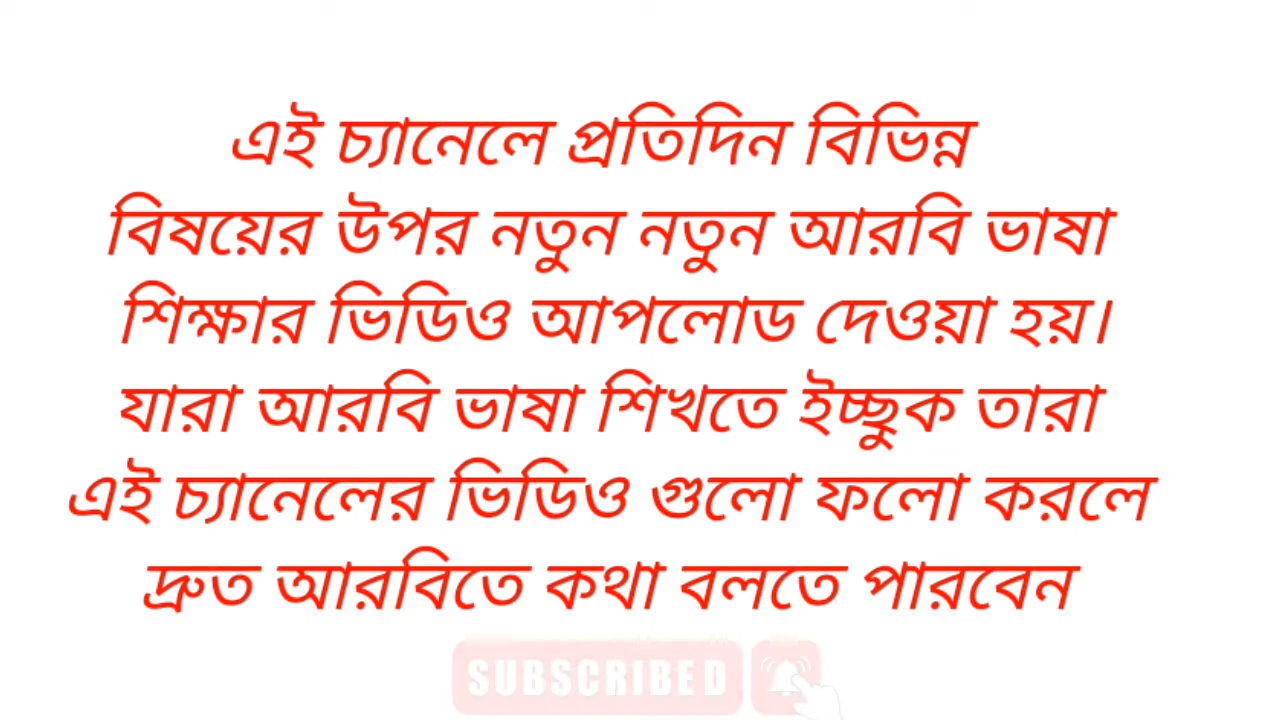 এই চ্যানেলে প্রতিদিন বিভিন্ন
বিষয়ের উপর নতুন নতুন আরবি ভাষা
শিক্ষার ভিডিও আপলোড দেওয়া হয়।
যারা আরবি ভাষা শিখতে ইচ্ছুক তারা
এই চ্যানেলের ভিডিও গুলো ফলো করলে
দ্রুত আরবিতে কথা বলতে পারবেন
SUBSCRIBED